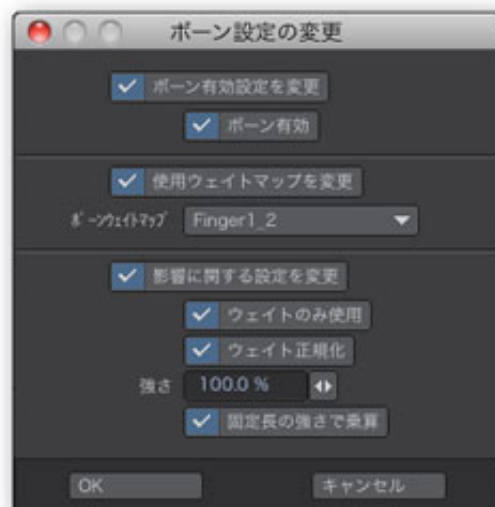 ボーン設定の変更
ボーン有効設定を変更
ボーン有効
使用ウェイトマップを変更
ボーンウェイトマップ Finger1_2
影響に関する設定を変更
ウェイトのみ使用
ウェイト正規化
強さ 100.0 %
固定長の強さで乗算
OK キャンセル